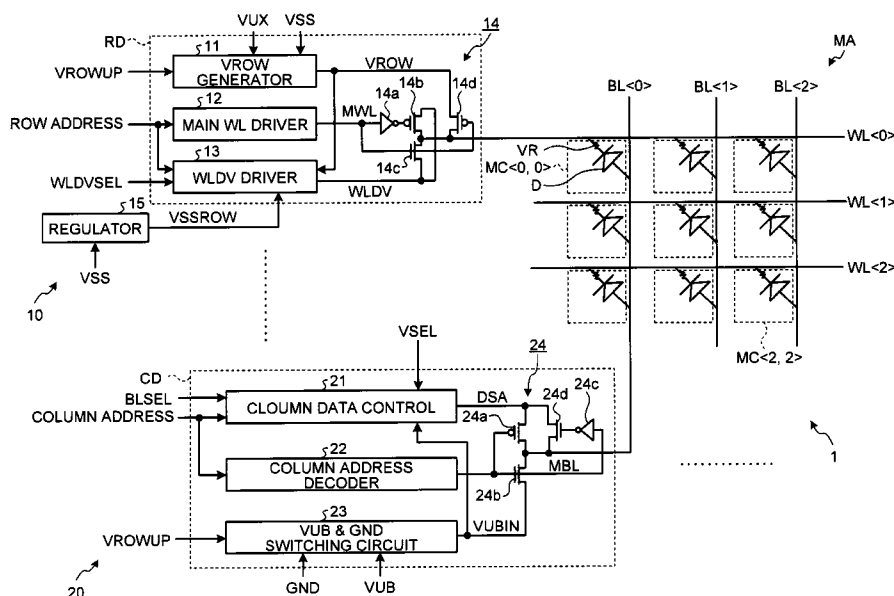 VUX VSS
RD
11
VROWUP
VROW
GENERATOR
VROW
14
14a 14b 14d
12
ROW ADDRESS
MAIN WL DRIVER
MWL
13
14c
WLDVSEL
WLDV DRIVER
WLDV
15
REGULATOR
VSSROW
VSS
10
MA
BL<0> BL<1> BL<2>
WL<0>
VR
MC<0, 0>
D
WL<1>
WL<2>
MC<2, 2>
1
VSEL
CD
21
24
BLSEL
COLUMN ADDRESS
CLOUMN DATA CONTROL
DSA
24a 24d 24c
22
COLUMN ADDRESS
DECODER
MBL
24b
23
VROWUP
VUB & GND
SWITCHING CIRCUIT
VUBIN
20
GND VUB